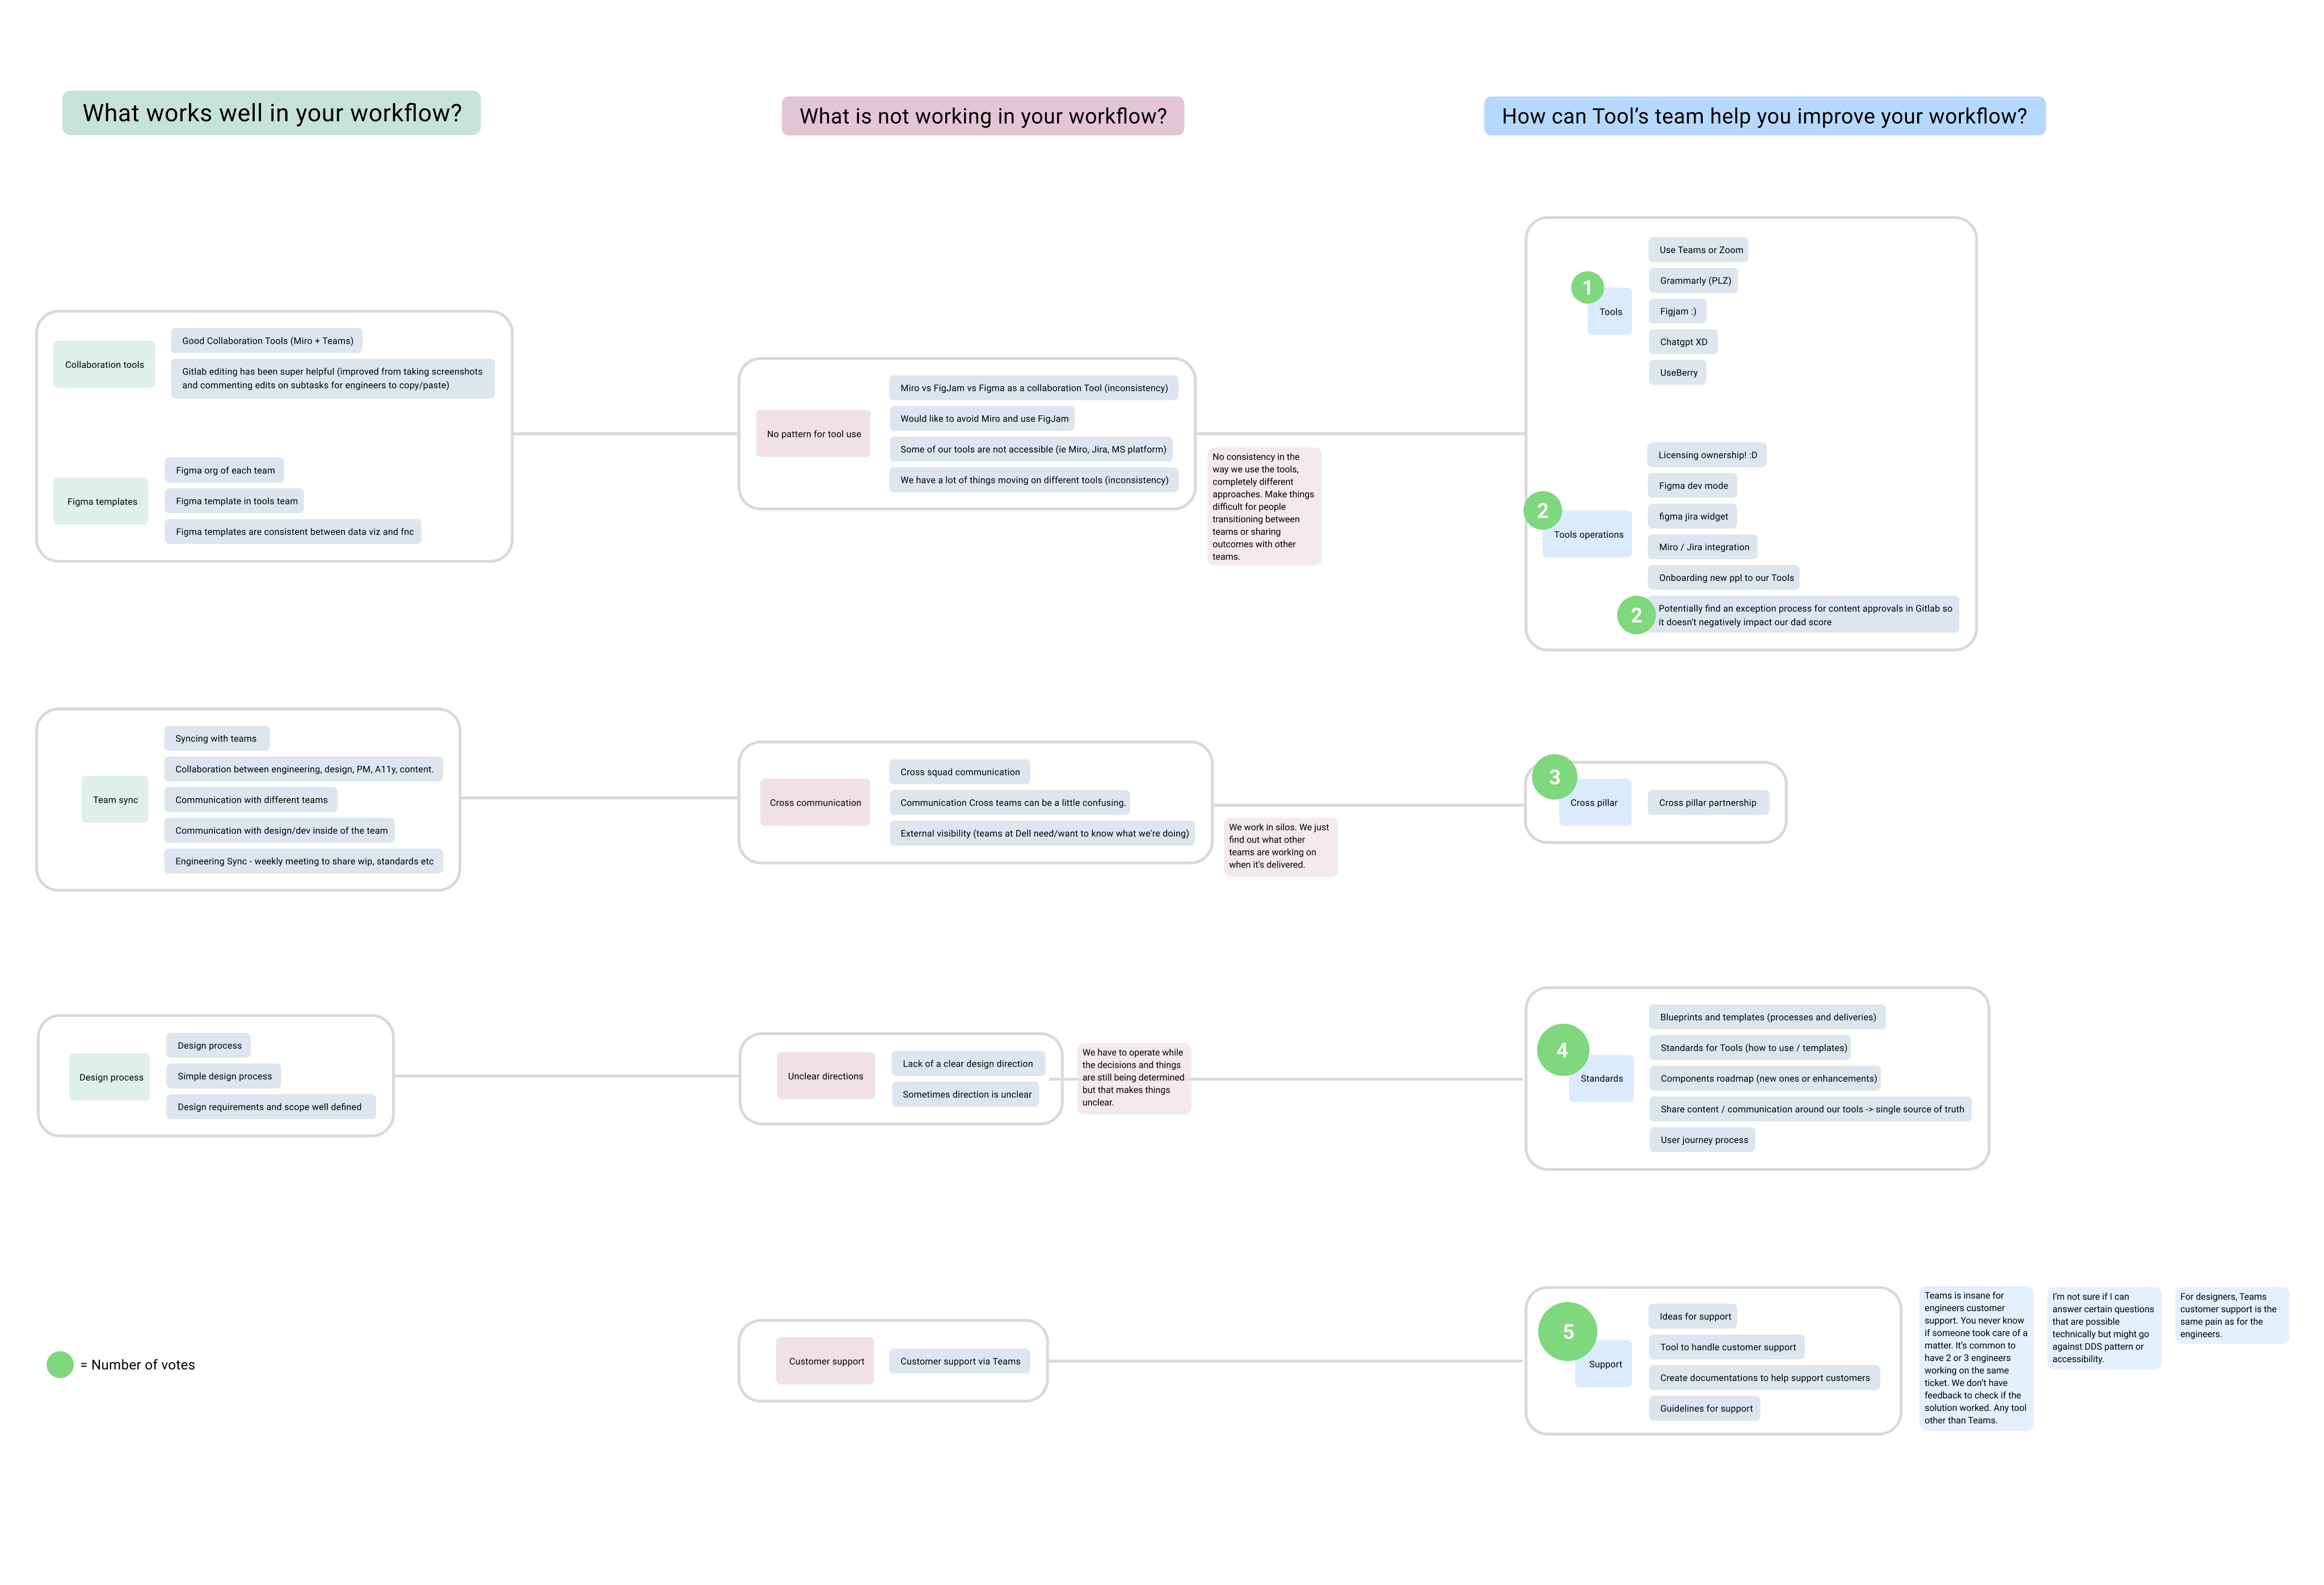 What works well in your workflow?
What is not working in your workflow?
How can Tool’s team help you improve your workflow?
Collaboration tools
Good Collaboration Tools (Miro + Teams)
Gitlab editing has been super helpful (improved from taking screenshots
and commenting edits on subtasks for engineers to copy/paste)
Figma templates
Figma org of each team
Figma template in tools team
Figma templates are consistent between data viz and fnc
No pattern for tool use
Miro vs FigJam vs Figma as a collaboration Tool (inconsistency)
Would like to avoid Miro and use FigJam
Some of our tools are not accessible (ie Miro, Jira, MS platform)
We have a lot of things moving on different tools (inconsistency)
No consistency in the
way we use the tools,
completely different
approaches. Make things
difficult for people
transitioning between
teams or sharing
outcomes with other
teams.
1
Tools
Use Teams or Zoom
Grammarly (PLZ)
Figjam :)
Chatgpt XD
UseBerry
2
Tools operations
Licensing ownership! :D
Figma dev mode
figma jira widget
Miro / Jira integration
Onboarding new ppl to our Tools
2
Potentially find an exception process for content approvals in Gitlab so
it doesn't negatively impact our dad score
Team sync
Syncing with teams
Collaboration between engineering, design, PM, A11y, content.
Communication with different teams
Communication with design/dev inside of the team
Engineering Sync - weekly meeting to share wip, standards etc
Cross communication
Cross squad communication
Communication Cross teams can be a little confusing.
External visibility (teams at Dell need/want to know what we're doing)
We work in silos. We just
find out what other
teams are working on
when it’s delivered.
3
Cross pillar
Cross pillar partnership
Design process
Design process
Simple design process
Design requirements and scope well defined
Unclear directions
Lack of a clear design direction
Sometimes direction is unclear
We have to operate while
the decisions and things
are still being determined
but that makes things
unclear.
4
Standards
Blueprints and templates (processes and deliveries)
Standards for Tools (how to use / templates)
Components roadmap (new ones or enhancements)
Share content / communication around our tools -> single source of truth
User journey process
Customer support
Customer support via Teams
5
Support
Ideas for support
Tool to handle customer support
Create documentations to help support customers
Guidelines for support
Teams is insane for
engineers customer
support. You never know
if someone took care of a
matter. It’s common to
have 2 or 3 engineers
working on the same
ticket. We don’t have
feedback to check if the
solution worked. Any tool
other than Teams.
I’m not sure if I can
answer certain questions
that are possible
technically but might go
against DDS pattern or
accessibility.
For designers, Teams
customer support is the
same pain as for the
engineers.
= Number of votes